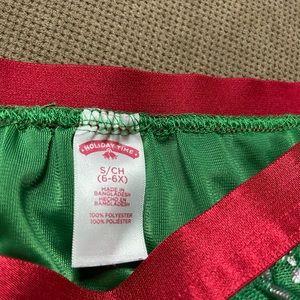 HOLIDAY TIME
S/CH
(6-6X)
MADE IN
BANGLADESH
HECHO EN
BANGLADESH
100% POLYESTER
100% POLIÉSTER